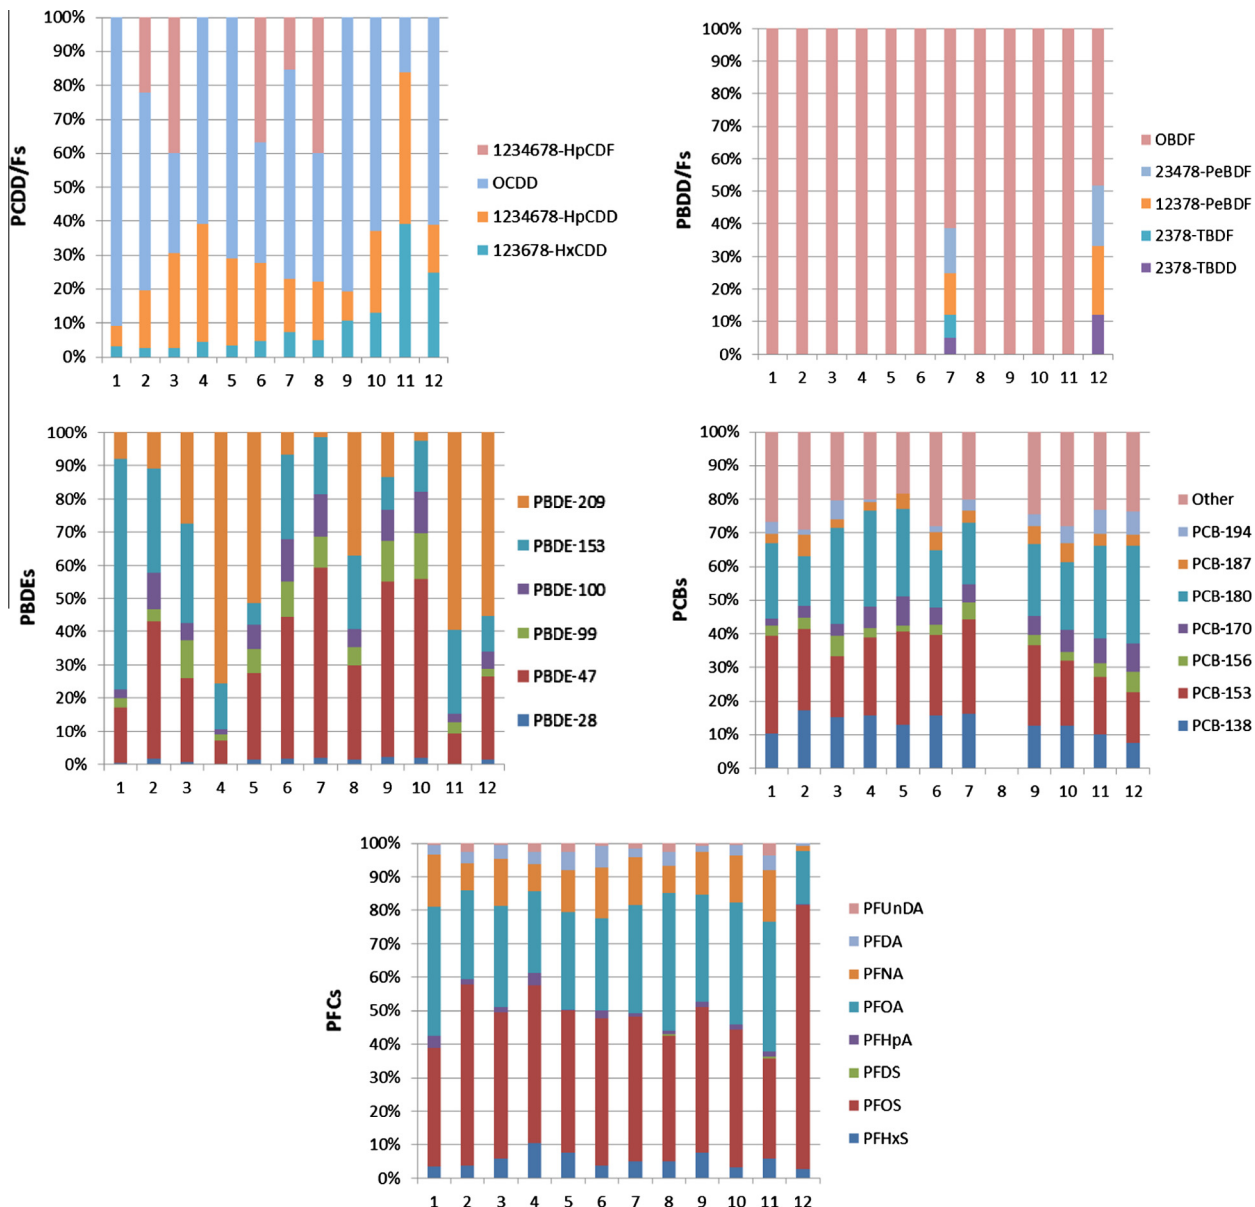 PCDD/Fs
100%
90%
80%
70%
60%
50%
40%
30%
20%
10%
0%
1 2 3 4 5 6 7 8 9 10 11 12
1234678-HpCDF
OCDD
1234678-HpCDD
123678-HxCDD
PBDD/Fs
100%
90%
80%
70%
60%
50%
40%
30%
20%
10%
0%
1 2 3 4 5 6 7 8 9 10 11 12
OBDF
23478-PeBDF
12378-PeBDF
2378-TBDF
2378-TBDD
PBDEs
100%
90%
80%
70%
60%
50%
40%
30%
20%
10%
0%
1 2 3 4 5 6 7 8 9 10 11 12
PBDE-209
PBDE-153
PBDE-100
PBDE-99
PBDE-47
PBDE-28
PCBs
100%
90%
80%
70%
60%
50%
40%
30%
20%
10%
0%
1 2 3 4 5 6 7 8 9 10 11 12
Other
PCB-194
PCB-187
PCB-180
PCB-170
PCB-156
PCB-153
PCB-138
PFCs
100%
90%
80%
70%
60%
50%
40%
30%
20%
10%
0%
1 2 3 4 5 6 7 8 9 10 11 12
PFUnDA
PFDA
PFNA
PFOA
PFHpA
PFDS
PFOS
PFHxS